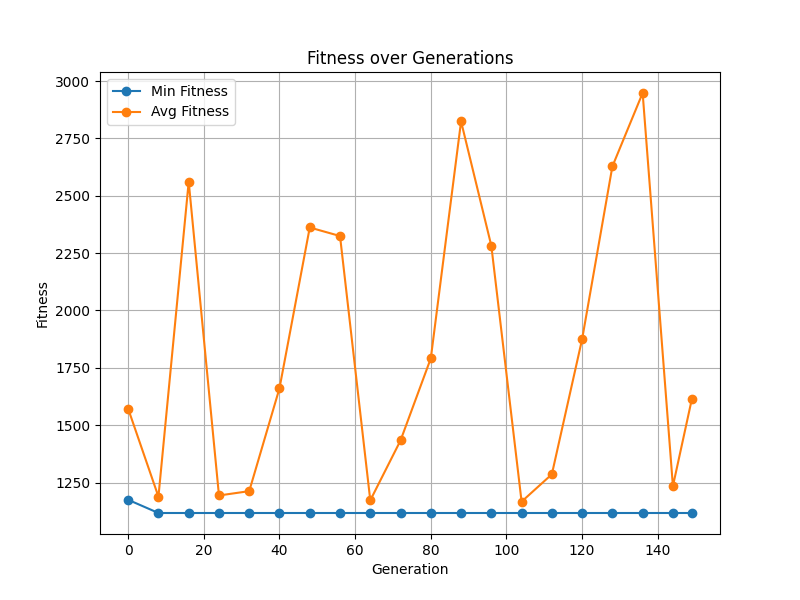 Fitness over Generations
Min Fitness
Avg Fitness
3000
2750
2500
2250
2000
1750
1500
1250
Fitness
0 20 40 60 80 100 120 140
Generation